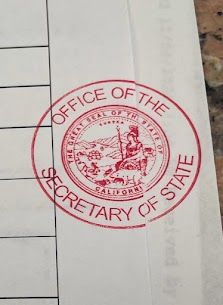 OFFICE OF THE
SECRETARY OF STATE
THE GREAT SEAL OF THE STATE OF
CALIFORNIA
EUREKA